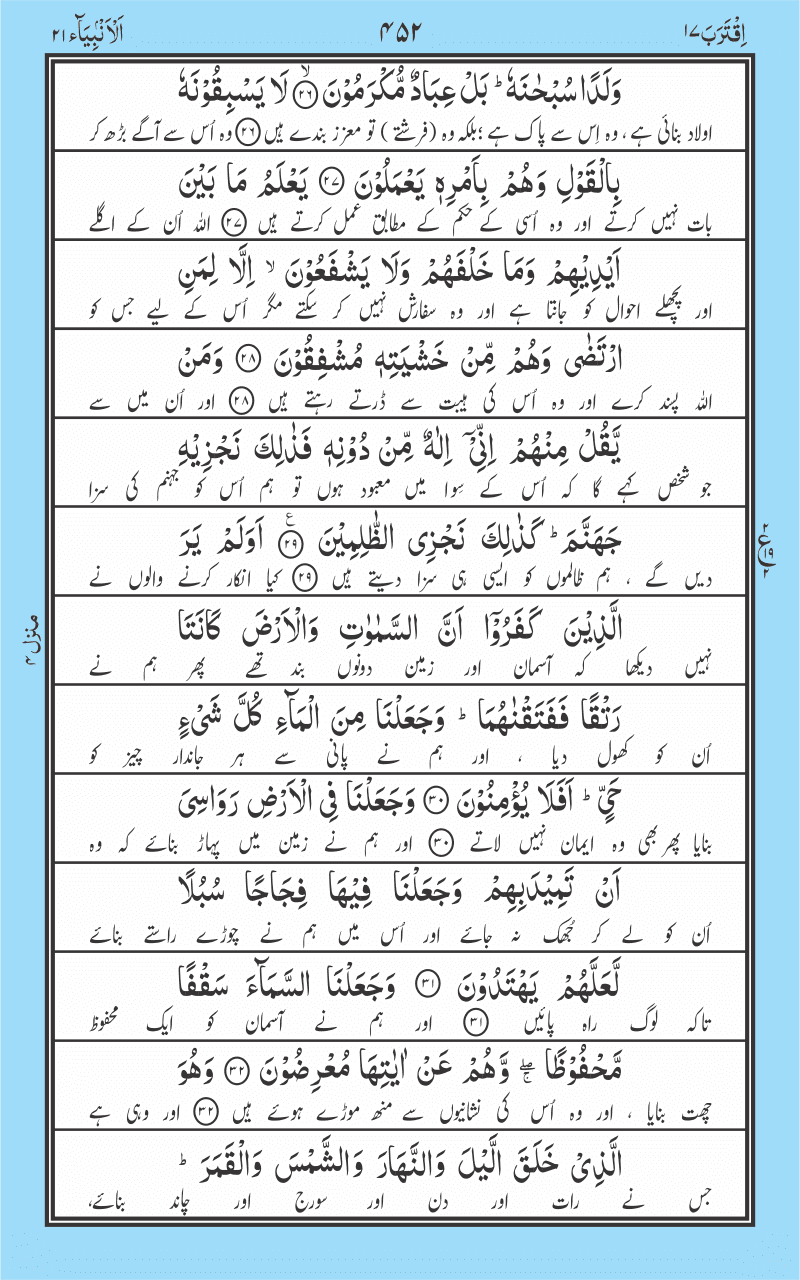 اِقْتَرَبَ ١٧
۴۵۲
اَلْاَنْۢبِيَآء ٢١
وَلَدًا سُبْحٰنَهٗ ؕ بَلْ عِبَادٌ مُّكْرَمُوْنَ ۙ﴿٢٦﴾ لَا يَسْبِقُوْنَهٗ
اولاد بنائی ہے ، وہ اِس سے پاک ہے ؛ بلکہ وہ (فرشتے ) تو معزز بندے ہیں ﴿٢٦﴾ وہ اُس سے آگے بڑھ کر
بِالْقَوْلِ وَهُمْ بِاَمْرِهٖ يَعْمَلُوْنَ ﴿٢٧﴾ يَعْلَمُ مَا بَيْنَ
بات نہیں کرتے اور وہ اُسی کے حکم کے مطابق عمل کرتے ہیں ﴿٢٧﴾ اللہ اُن کے اگلے
اَيْدِيْهِمْ وَمَا خَلْفَهُمْ وَلَا يَشْفَعُوْنَ ۙ اِلَّا لِمَنِ
اور پچھلے احوال کو جانتا ہے اور وہ سفارش نہیں کر سکتے مگر اُس کے لیے جس کو
ارْتَضٰى وَهُمْ مِّنْ خَشْيَتِهٖ مُشْفِقُوْنَ ﴿٢٨﴾ وَمَنْ
اللہ پسند کرے اور وہ اُس کی ہیبت سے ڈرتے رہتے ہیں ﴿٢٨﴾ اور اُن میں سے
يَّقُلْ مِنْهُمْ اِنِّيْۤ اِلٰهٌ مِّنْ دُوْنِهٖ فَذٰلِكَ نَجْزِيْهِ
جو شخص کہے گا کہ اُس کے سِوا میں معبود ہوں تو ہم اُس کو جہنم کی سزا
جَهَنَّمَ ؕ كَذٰلِكَ نَجْزِى الظّٰلِمِيْنَ ﴿٢٩﴾ۧ اَوَلَمْ يَرَ
دیں گے ، ہم ظالموں کو ایسی ہی سزا دیتے ہیں ﴿٢٩﴾ کیا انکار کرنے والوں نے
ع ٢ ١٩ ٢
الَّذِيْنَ كَفَرُوْۤا اَنَّ السَّمٰوٰتِ وَالْاَرْضَ كَانَتَا
نہیں دیکھا کہ آسمان اور زمین دونوں بند تھے پھر ہم نے
منزل ۴
رَتْقًا فَفَتَقْنٰهُمَا ؕ وَجَعَلْنَا مِنَ الْمَآءِ كُلَّ شَىْءٍ
اُن کو کھول دیا ، اور ہم نے پانی سے ہر جاندار چیز کو
حَىٍّ ؕ اَفَلَا يُؤْمِنُوْنَ ﴿٣٠﴾ وَجَعَلْنَا فِى الْاَرْضِ رَوَاسِىَ
بنایا پھر بھی وہ ایمان نہیں لاتے ﴿٣٠﴾ اور ہم نے زمین میں پہاڑ بنائے کہ وہ
اَنْ تَمِيْدَ بِهِمْ وَجَعَلْنَا فِيْهَا فِجَاجًا سُبُلًا
اُن کو لے کر جُھک نہ جائے اور اُس میں ہم نے چوڑے راستے بنائے
لَّعَلَّهُمْ يَهْتَدُوْنَ ﴿٣١﴾ وَجَعَلْنَا السَّمَآءَ سَقْفًا
تاکہ لوگ راہ پائیں ﴿٣١﴾ اور ہم نے آسمان کو ایک محفوظ
مَّحْفُوْظًا ۖۚ وَّهُمْ عَنْ اٰيٰتِهَا مُعْرِضُوْنَ ﴿٣٢﴾ وَهُوَ
چھت بنایا ، اور وہ اُس کی نشانیوں سے منھ موڑے ہوئے ہیں ﴿٣٢﴾ اور وہی ہے
الَّذِىْ خَلَقَ الَّيْلَ وَالنَّهَارَ وَالشَّمْسَ وَالْقَمَرَ ؕ
جس نے رات اور دن اور سورج اور چاند بنائے،